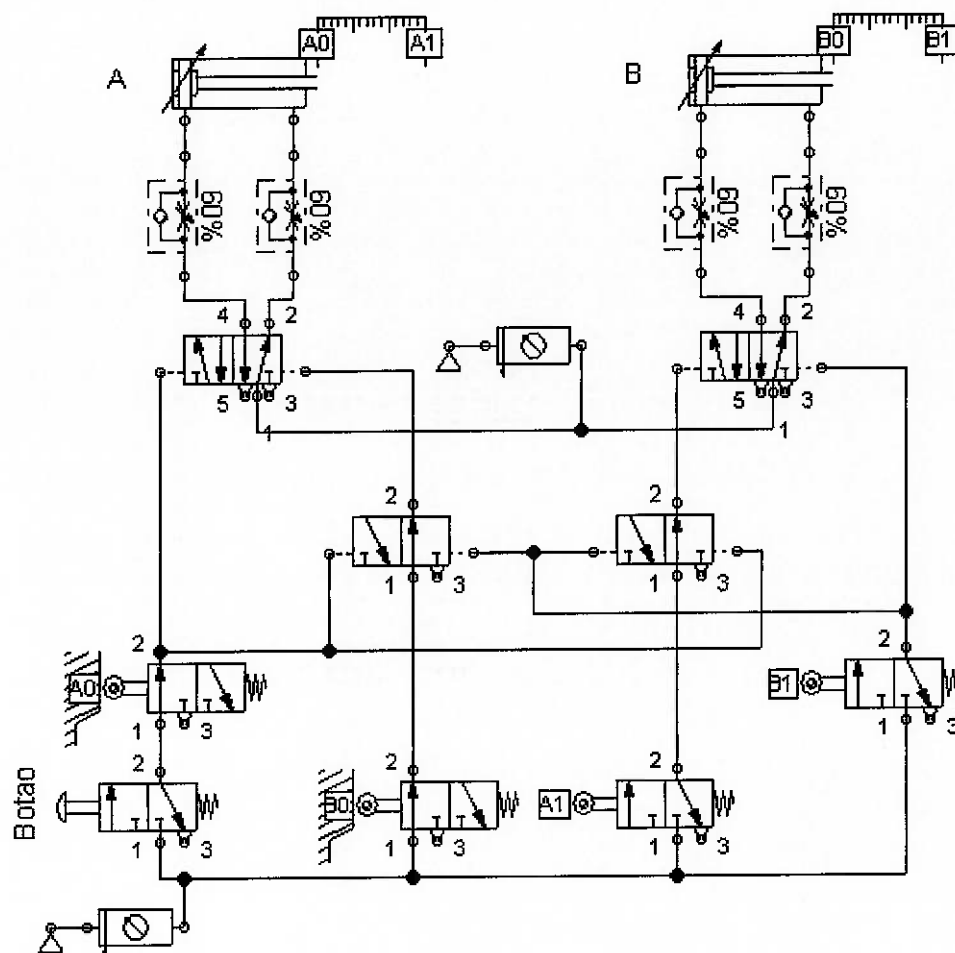 A0 A1 B0 B1
A B
60% 60% 60% 60%
4 2 4 2
5 3 5 3
1 1
2 2
1 3 1 3
2 2
A0 B1
1 3 1 3
2 2 2
Botao B0 A1
1 3 1 3 1 3